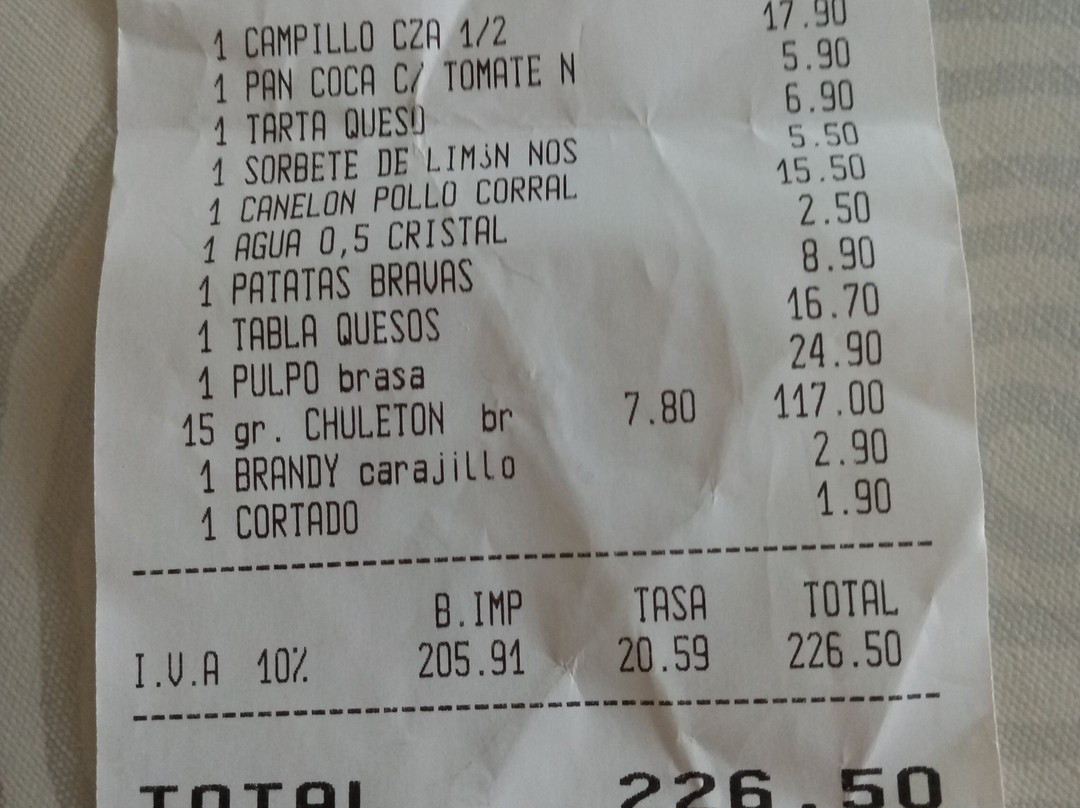 1 CAMPILLO CZA 1/2 17.90
1 PAN COCA C/ TOMATE N 5.90
1 TARTA QUESO 6.90
1 SORBETE DE LIMóN NOS 5.50
1 CANELON POLLO CORRAL 15.50
1 AGUA 0,5 CRISTAL 2.50
1 PATATAS BRAVAS 8.90
1 TABLA QUESOS 16.70
1 PULPO brasa 24.90
15 gr. CHULETON br 7.80 117.00
1 BRANDY carajillo 2.90
1 CORTADO 1.90
B.IMP TASA TOTAL
I.V.A 10% 205.91 20.59 226.50
TOTAL 226.50